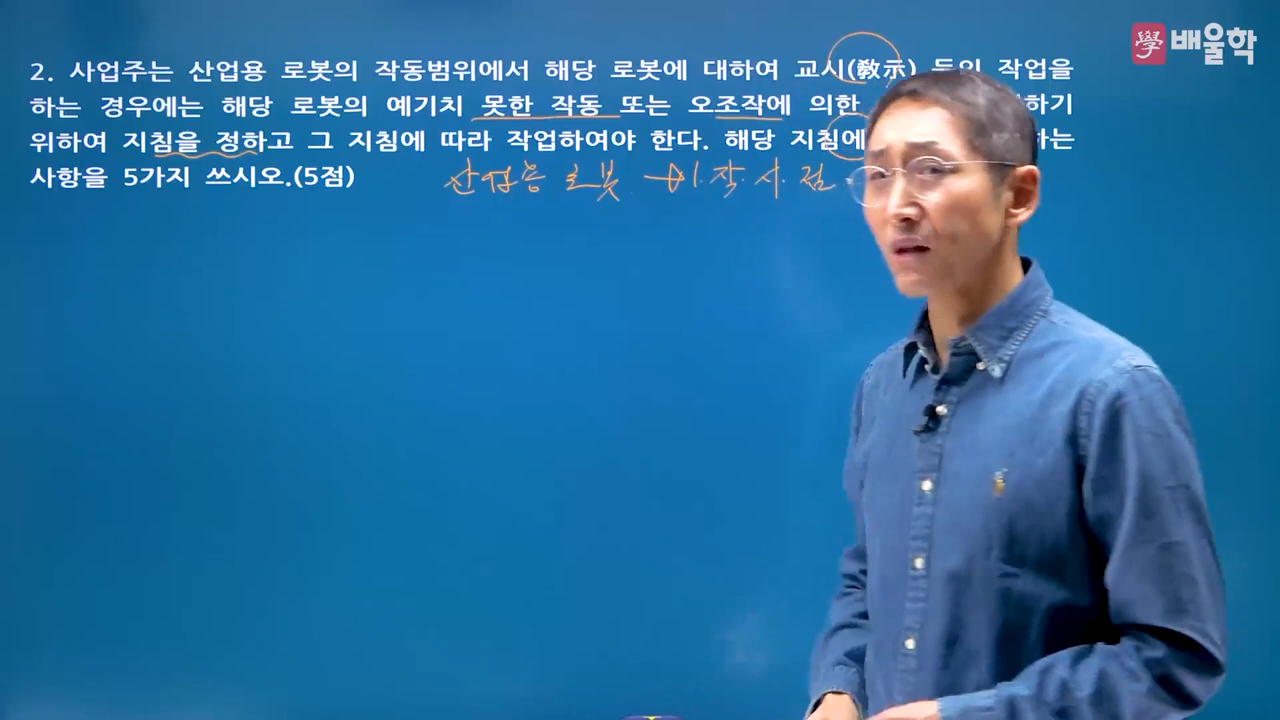 學 배울학
2. 사업주는 산업용 로봇의 작동범위에서 해당 로봇에 대하여 교시(敎示) 등의 작업을
하는 경우에는 해당 로봇의 예기치 못한 작동 또는 오조작에 의한 하기
위하여 지침을 정하고 그 지침에 따라 작업하여야 한다. 해당 지침에 하는
사항을 5가지 쓰시오.(5점)
산업용 로봇